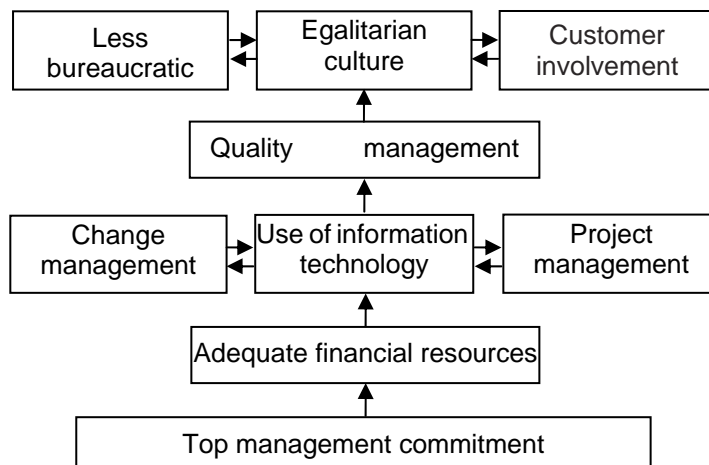 Less
bureaucratic
Egalitarian
culture
Customer
involvement
Quality management
Change
management
Use of information
technology
Project
management
Adequate financial resources
Top management commitment